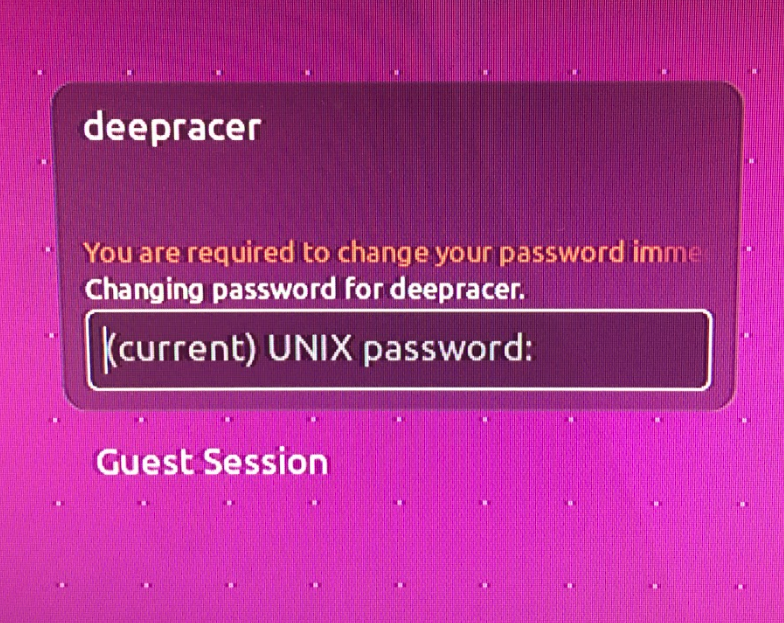 deepracer
You are required to change your password imme
Changing password for deepracer.
(current) UNIX password:
Guest Session